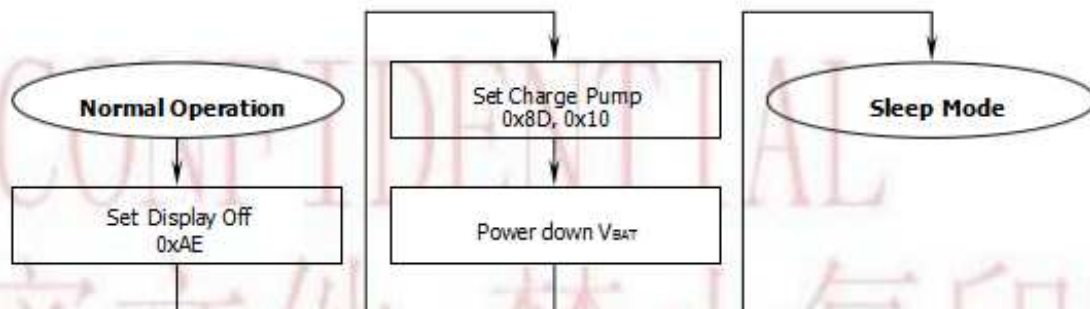 CONFIDENTIAL
Normal Operation
Set Display Off
0xAE
Set Charge Pump
0x8D, 0x10
Power down VBAT
Sleep Mode